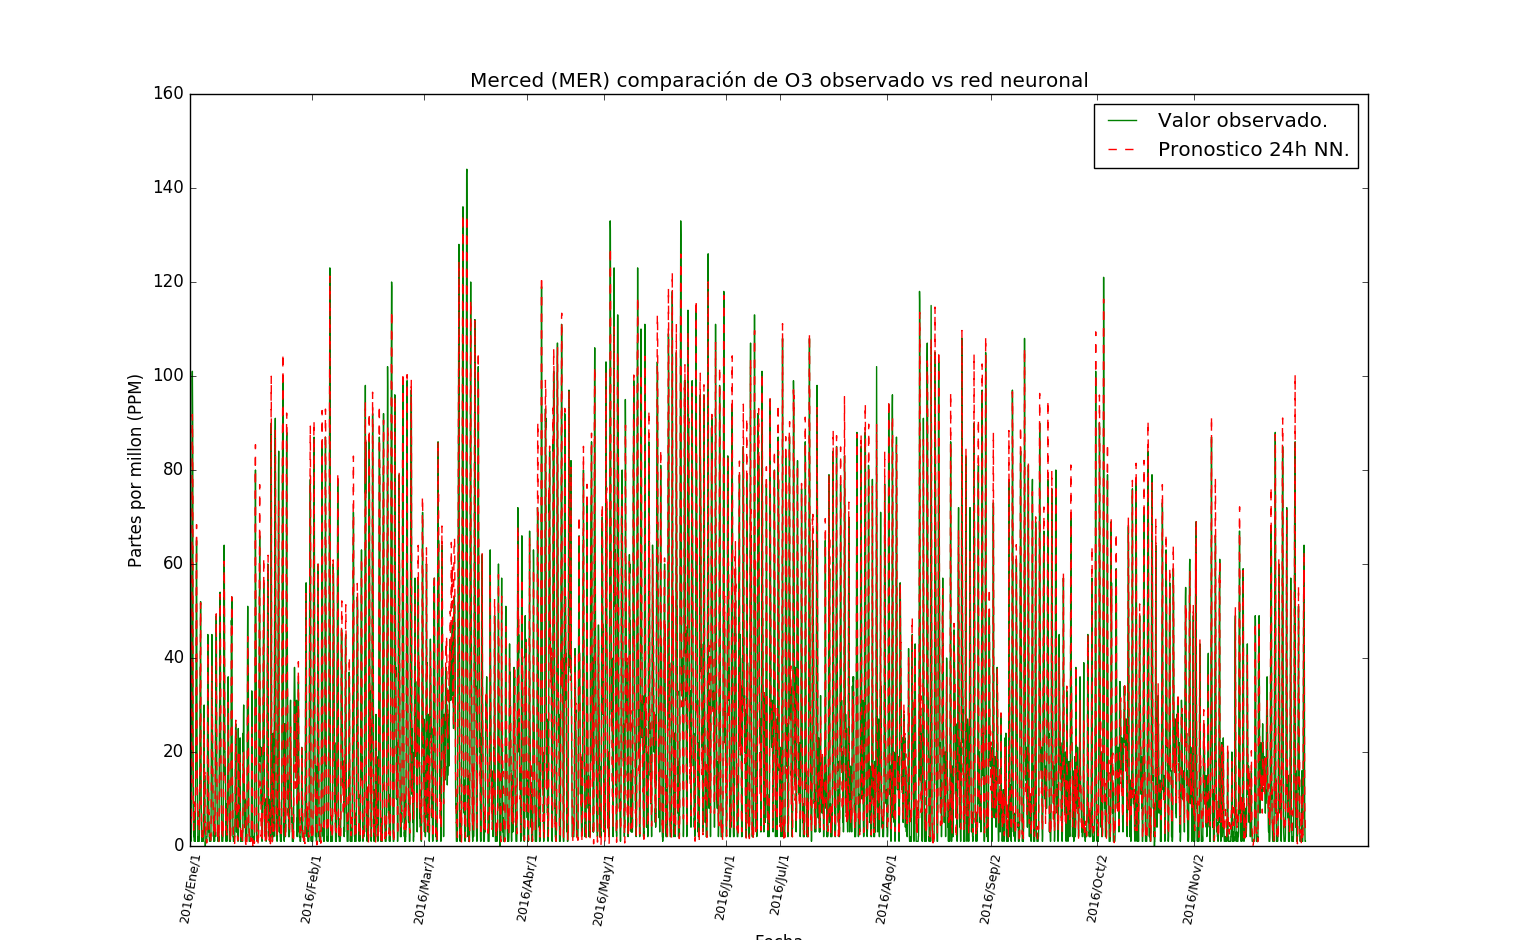 Merced (MER) comparación de O3 observado vs red neuronal
160
140
120
100
80
60
40
20
0
Partes por millon (PPM)
Valor observado.
Pronostico 24h NN.
2016/Ene/1
2016/Feb/1
2016/Mar/1
2016/Abr/1
2016/May/1
2016/Jun/1
2016/Jul/1
2016/Ago/1
2016/Sep/2
2016/Oct/2
2016/Nov/2
Fecha